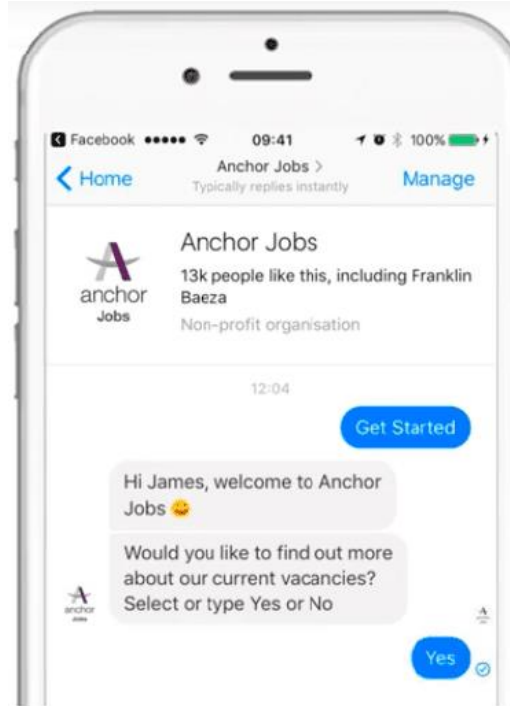 Facebook 09:41 100%
Home Anchor Jobs > Manage
Typically replies instantly
Anchor Jobs
13k people like this, including Franklin
Baeza
Non-profit organisation
anchor
Jobs
12:04
Get Started
Hi James, welcome to Anchor
Jobs 😀
Would you like to find out more
about our current vacancies?
Select or type Yes or No
anchor
Jobs
Yes